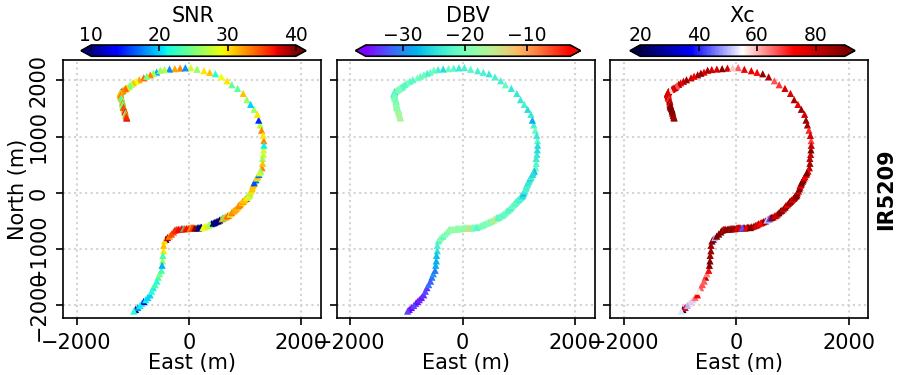 SNR DBV Xc
10 20 30 40 −30 −20 −10 20 40 60 80
2000
1000
0
−1000
−2000
North (m)
IR5209
−2000 0 2000 −2000 0 2000 −2000 0 2000
East (m) East (m) East (m)